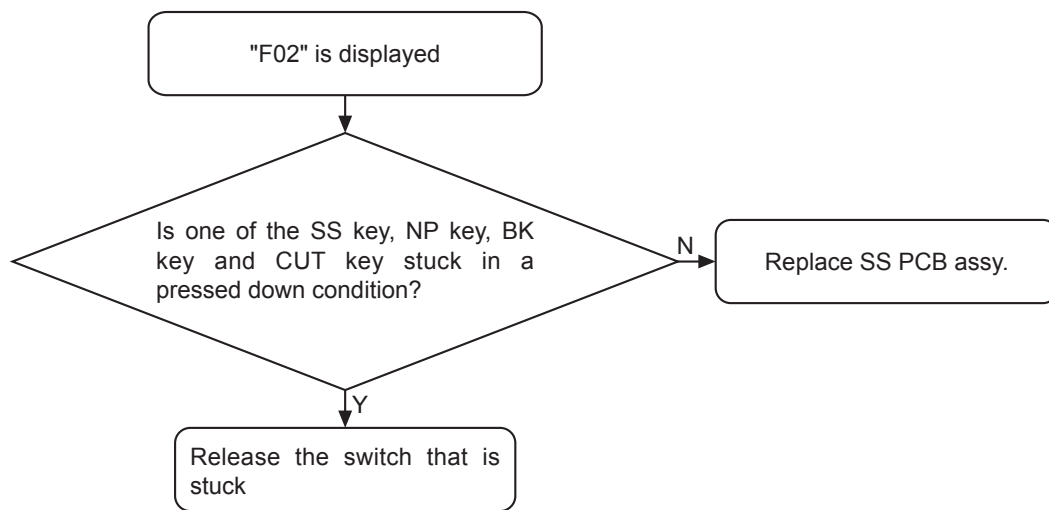 "F02" is displayed
Is one of the SS key, NP key, BK
key and CUT key stuck in a
pressed down condition?
N
Replace SS PCB assy.
Y
Release the switch that is
stuck